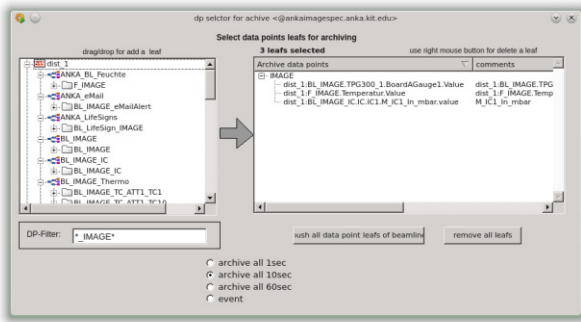 dp selctor for achive <@ankaimagespec.anka.kit.edu>
Select data points leafs for archiving
drag/drop for add a leaf
3 leafs selected
use right mouse button for delete a leaf
dist_1
ANKA_BL_Feuchte
F_IMAGE
ANKA_eMail
BL_IMAGE_eMailAlert
ANKA_LifeSigns
BL_LifeSign_IMAGE
BL_IMAGE
BL_IMAGE
BL_IMAGE_IC
BL_IMAGE_IC
BL_IMAGE_Thermo
BL_IMAGE_TC_ATT1_TC1
BL_IMAGE_TC_ATT1_TC10
Archive data points comments
IMAGE
dist_1:BL_IMAGE.TPG300_1.BoardAGauge1.Value dist_1:BL_IMAGE.TPG
dist_1:F_IMAGE.Temperatur.Value dist_1:F_IMAGE.Temp
dist_1:BL_IMAGE_IC.IC.IC1.M_IC1_In_mbar.value M_IC1_In_mbar
DP-Filter: *_IMAGE*
push all data point leafs of beamline
remove all leafs
archive all 1sec
archive all 10sec
archive all 60sec
event